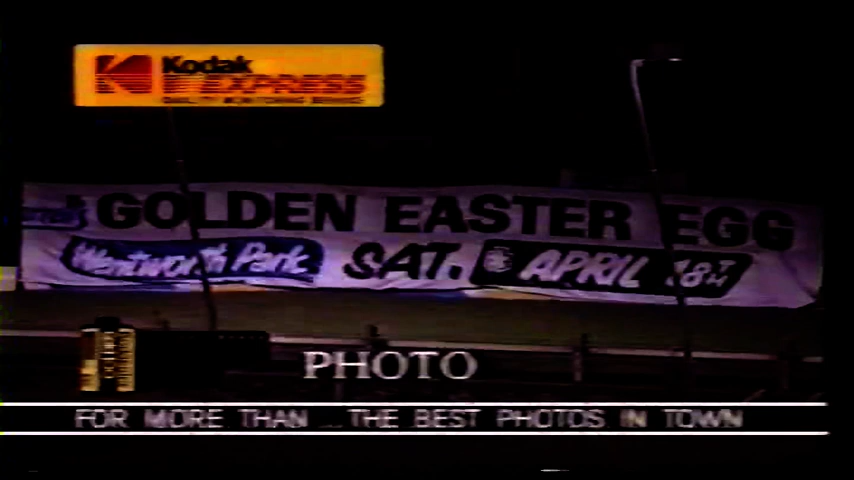 Kodak
EXPRESS
GOLDEN EASTER EGG
Wentworth Park SAT. APRIL 18TH
PHOTO
FOR MORE THAN ...THE BEST PHOTOS IN TOWN